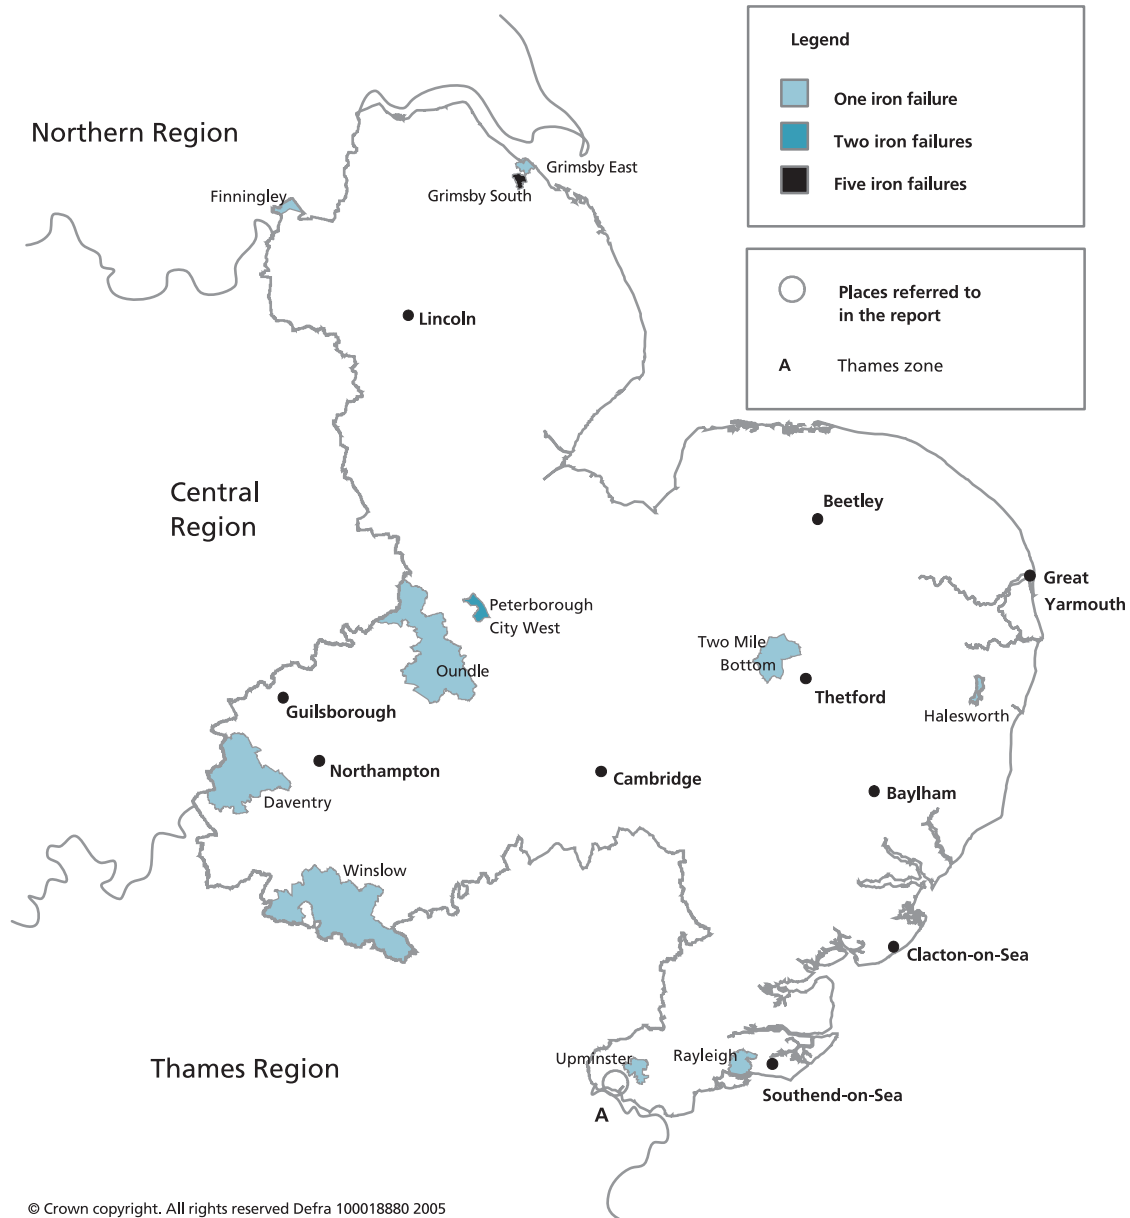 Legend
One iron failure
Two iron failures
Five iron failures
Places referred to
in the report
A Thames zone
Northern Region
Grimsby East
Finningley
Grimsby South
Lincoln
Central
Region
Beetley
Great
Yarmouth
Peterborough
City West
Two Mile
Bottom
Oundle
Thetford
Guilsborough
Halesworth
Northampton
Cambridge
Baylham
Daventry
Winslow
Clacton-on-Sea
Upminster
Rayleigh
Thames Region
Southend-on-Sea
A
© Crown copyright. All rights reserved Defra 100018880 2005